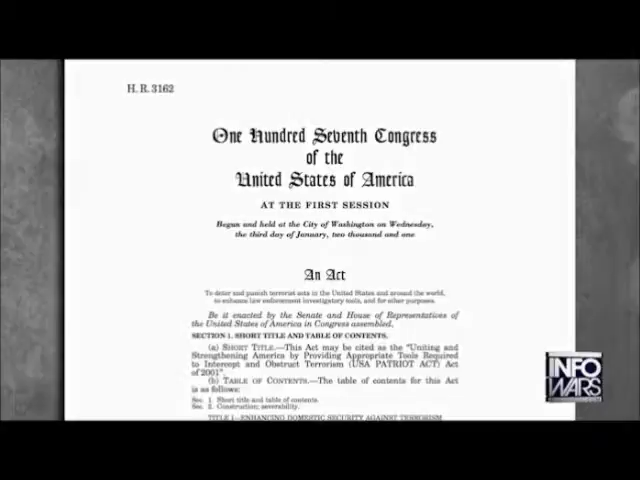 H. R. 3162
One Hundred Seventh Congress
of the
United States of America
AT THE FIRST SESSION
Begun and held at the City of Washington on Wednesday,
the third day of January, two thousand and one
An Act
To deter and punish terrorist acts in the United States and around the world,
to enhance law enforcement investigatory tools, and for other purposes.
Be it enacted by the Senate and House of Representatives of
the United States of America in Congress assembled,
SECTION 1. SHORT TITLE AND TABLE OF CONTENTS.
(a) SHORT TITLE.—This Act may be cited as the "Uniting and
Strengthening America by Providing Appropriate Tools Required
to Intercept and Obstruct Terrorism (USA PATRIOT ACT) Act
of 2001".
(b) TABLE OF CONTENTS.—The table of contents for this Act
is as follows:
Sec. 1. Short title and table of contents.
Sec. 2. Construction; severability.
TITLE I—ENHANCING DOMESTIC SECURITY AGAINST TERRORISM
INFO
WARS
.COM